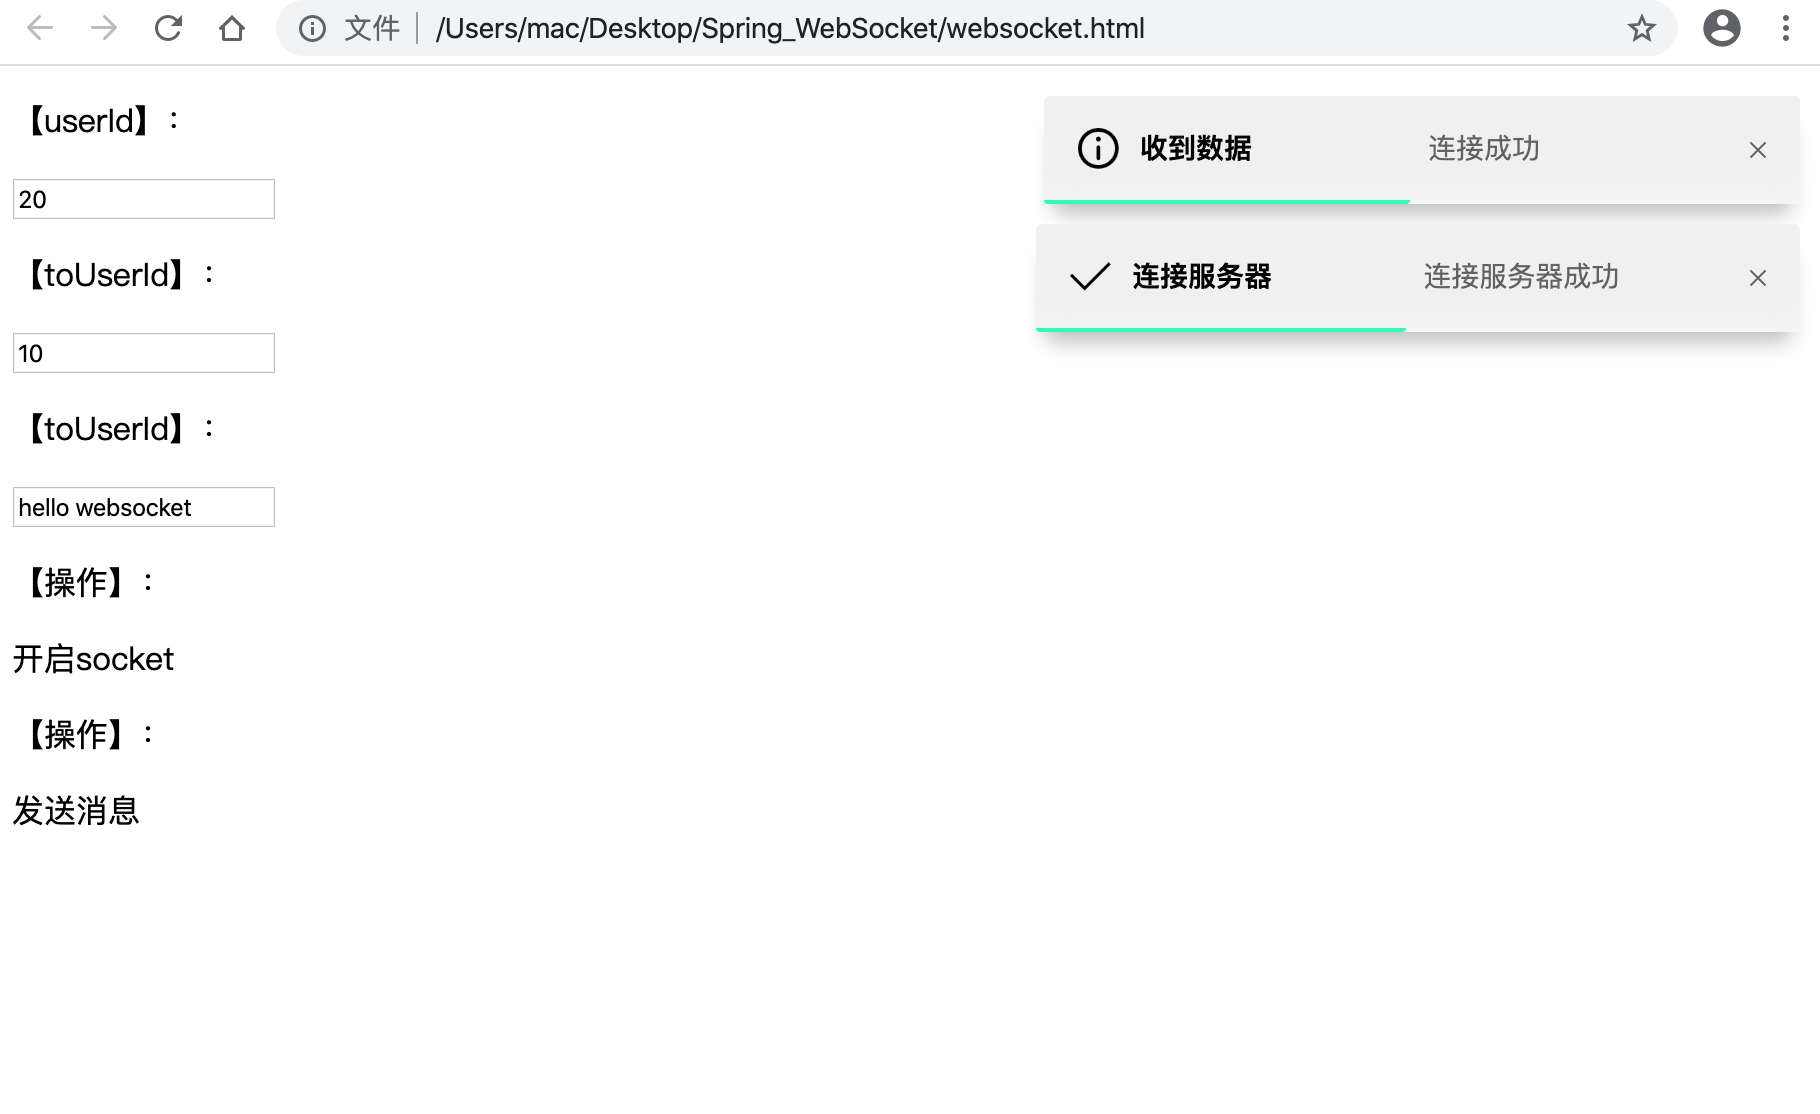 文件 /Users/mac/Desktop/Spring_WebSocket/websocket.html
【userId】：
20
【toUserId】：
10
【toUserId】：
hello websocket
【操作】：
开启socket
【操作】：
发送消息
收到数据 连接成功
连接服务器 连接服务器成功